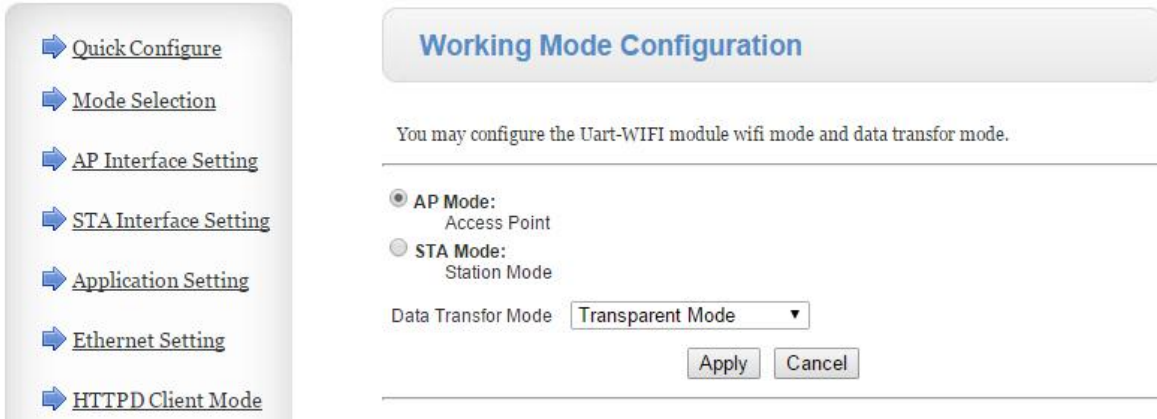 Quick Configure
Mode Selection
AP Interface Setting
STA Interface Setting
Application Setting
Ethernet Setting
HTTPD Client Mode
Working Mode Configuration
You may configure the Uart-WIFI module wifi mode and data transfor mode.
AP Mode:
Access Point
STA Mode:
Station Mode
Data Transfor Mode Transparent Mode
Apply Cancel